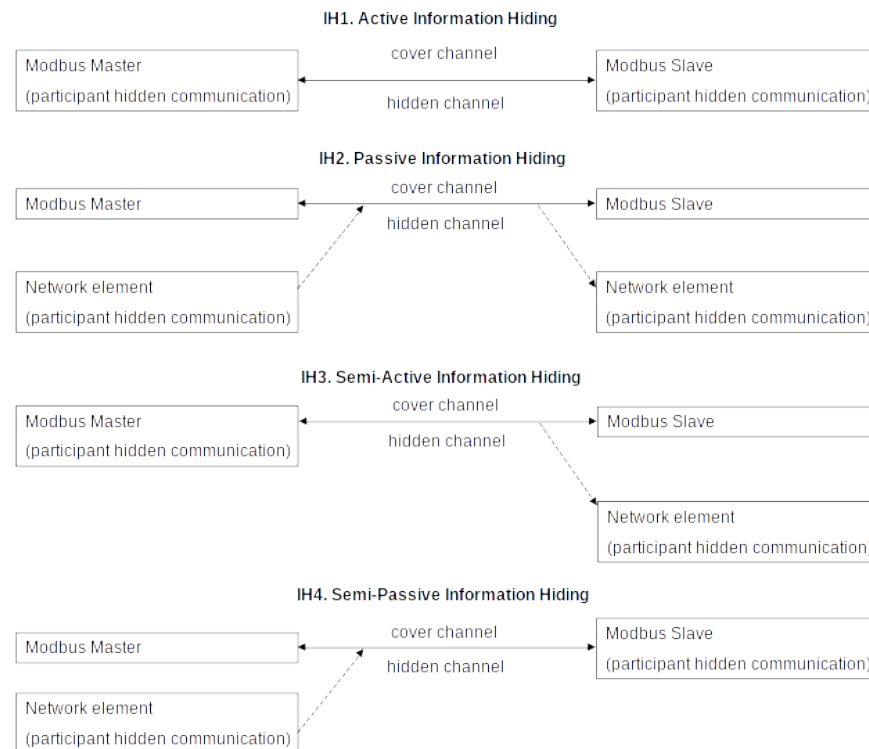 IH1. Active Information Hiding
cover channel
Modbus Master
(participant hidden communication)
hidden channel
Modbus Slave
(participant hidden communication)
IH2. Passive Information Hiding
cover channel
Modbus Master
hidden channel
Modbus Slave
Network element
(participant hidden communication)
Network element
(participant hidden communication)
IH3. Semi-Active Information Hiding
cover channel
Modbus Master
(participant hidden communication)
hidden channel
Modbus Slave
Network element
(participant hidden communication)
IH4. Semi-Passive Information Hiding
cover channel
Modbus Master
hidden channel
Modbus Slave
(participant hidden communication)
Network element
(participant hidden communication)